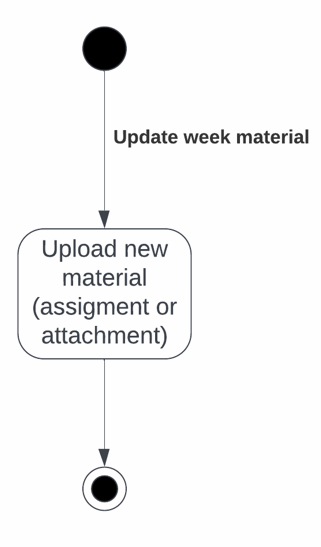 Update week material
Upload new
material
(assigment or
attachment)